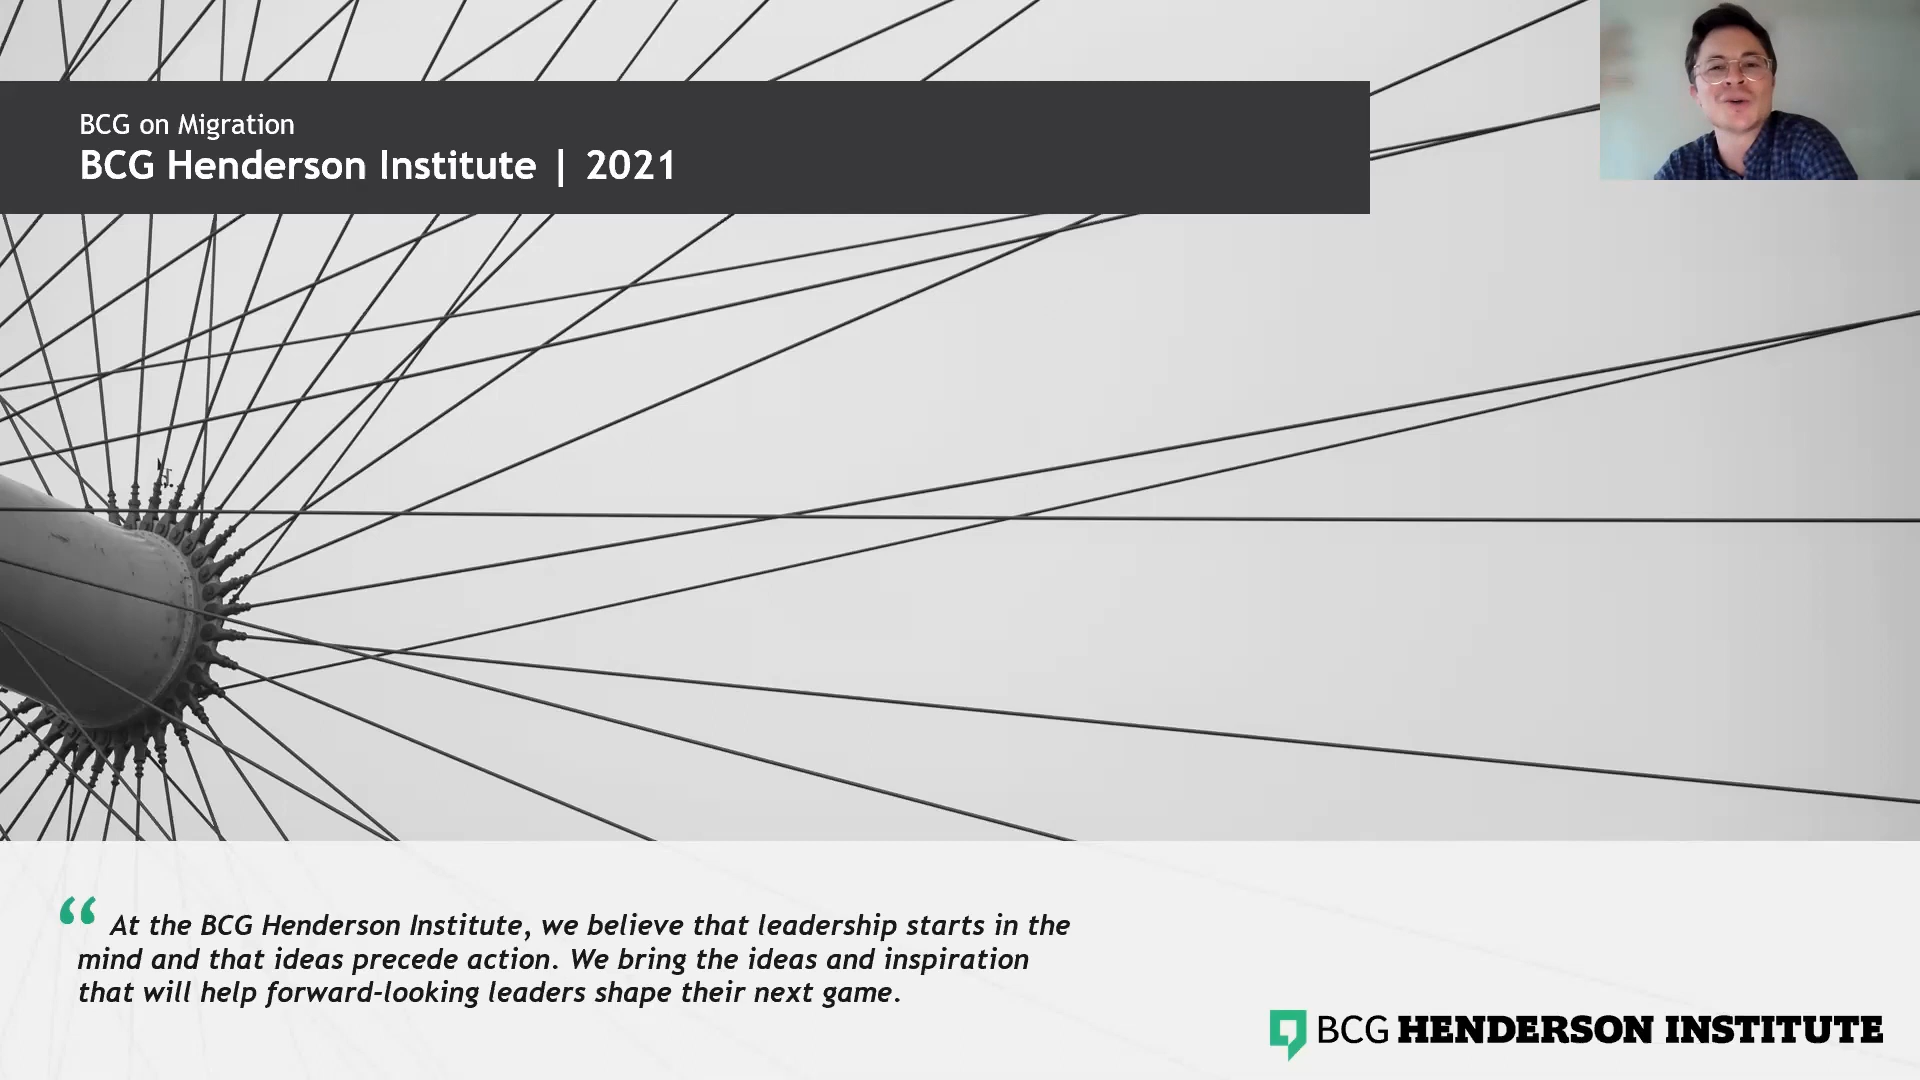 BCG on Migration
BCG Henderson Institute | 2021
“ At the BCG Henderson Institute, we believe that leadership starts in the
mind and that ideas precede action. We bring the ideas and inspiration
that will help forward-looking leaders shape their next game.
BCG HENDERSON INSTITUTE